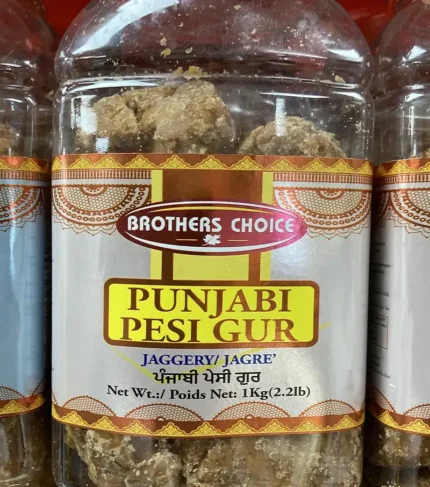 BROTHERS CHOICE
PUNJABI
PESI GUR
JAGGERY/ JAGRE'
ਪੰਜਾਬੀ ਪੇਸੀ ਗੁਰ
Net Wt.:/ Poids Net: 1Kg(2.2lb)